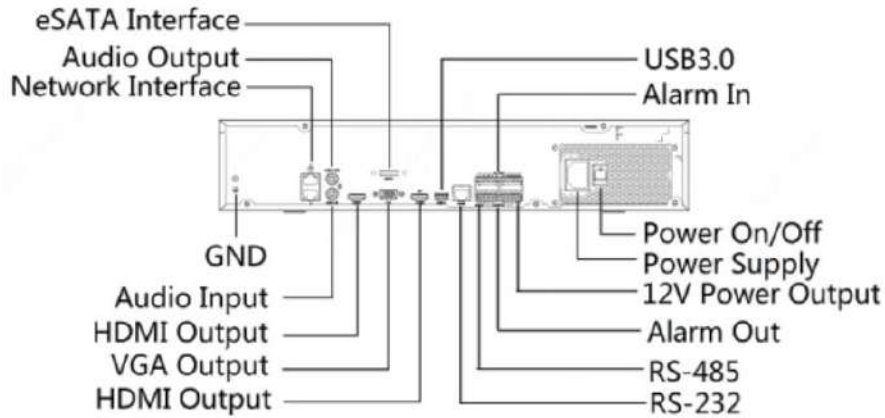 eSATA Interface
Audio Output
Network Interface
USB3.0
Alarm In
GND
Audio Input
HDMI Output
VGA Output
HDMI Output
Power On/Off
Power Supply
12V Power Output
Alarm Out
RS-485
RS-232